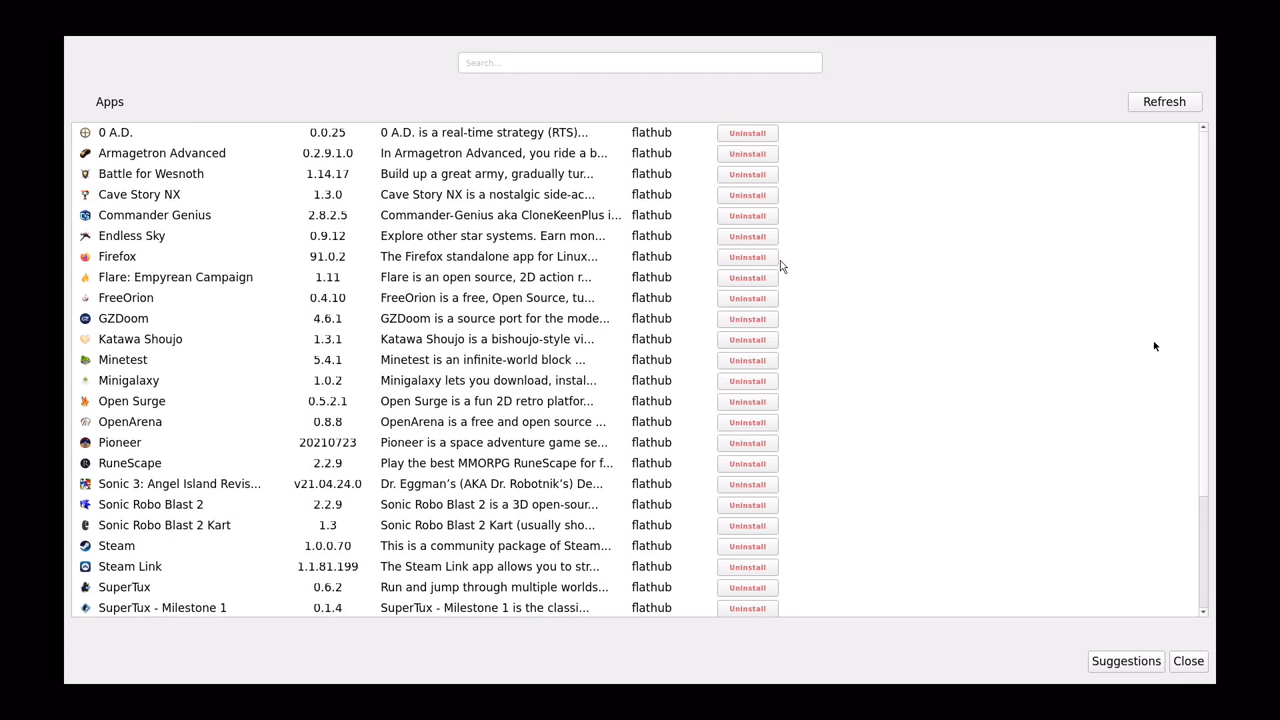 Search...
Apps
Refresh
0 A.D. 0.0.25 0 A.D. is a real-time strategy (RTS)... flathub Uninstall
Armagetron Advanced 0.2.9.1.0 In Armagetron Advanced, you ride a b... flathub Uninstall
Battle for Wesnoth 1.14.17 Build up a great army, gradually tur... flathub Uninstall
Cave Story NX 1.3.0 Cave Story NX is a nostalgic side-ac... flathub Uninstall
Commander Genius 2.8.2.5 Commander-Genius aka CloneKeenPlus i... flathub Uninstall
Endless Sky 0.9.12 Explore other star systems. Earn mon... flathub Uninstall
Firefox 91.0.2 The Firefox standalone app for Linux... flathub Uninstall
Flare: Empyrean Campaign 1.11 Flare is an open source, 2D action r... flathub Uninstall
FreeOrion 0.4.10 FreeOrion is a free, Open Source, tu... flathub Uninstall
GZDoom 4.6.1 GZDoom is a source port for the mode... flathub Uninstall
Katawa Shoujo 1.3.1 Katawa Shoujo is a bishoujo-style vi... flathub Uninstall
Minetest 5.4.1 Minetest is an infinite-world block ... flathub Uninstall
Minigalaxy 1.0.2 Minigalaxy lets you download, instal... flathub Uninstall
Open Surge 0.5.2.1 Open Surge is a fun 2D retro platfor... flathub Uninstall
OpenArena 0.8.8 OpenArena is a free and open source ... flathub Uninstall
Pioneer 20210723 Pioneer is a space adventure game se... flathub Uninstall
RuneScape 2.2.9 Play the best MMORPG RuneScape for f... flathub Uninstall
Sonic 3: Angel Island Revis... v21.04.24.0 Dr. Eggman’s (AKA Dr. Robotnik’s) De... flathub Uninstall
Sonic Robo Blast 2 2.2.9 Sonic Robo Blast 2 is a 3D open-sour... flathub Uninstall
Sonic Robo Blast 2 Kart 1.3 Sonic Robo Blast 2 Kart (usually sho... flathub Uninstall
Steam 1.0.0.70 This is a community package of Steam... flathub Uninstall
Steam Link 1.1.81.199 The Steam Link app allows you to str... flathub Uninstall
SuperTux 0.6.2 Run and jump through multiple worlds... flathub Uninstall
SuperTux - Milestone 1 0.1.4 SuperTux - Milestone 1 is the classi... flathub Uninstall
Suggestions Close